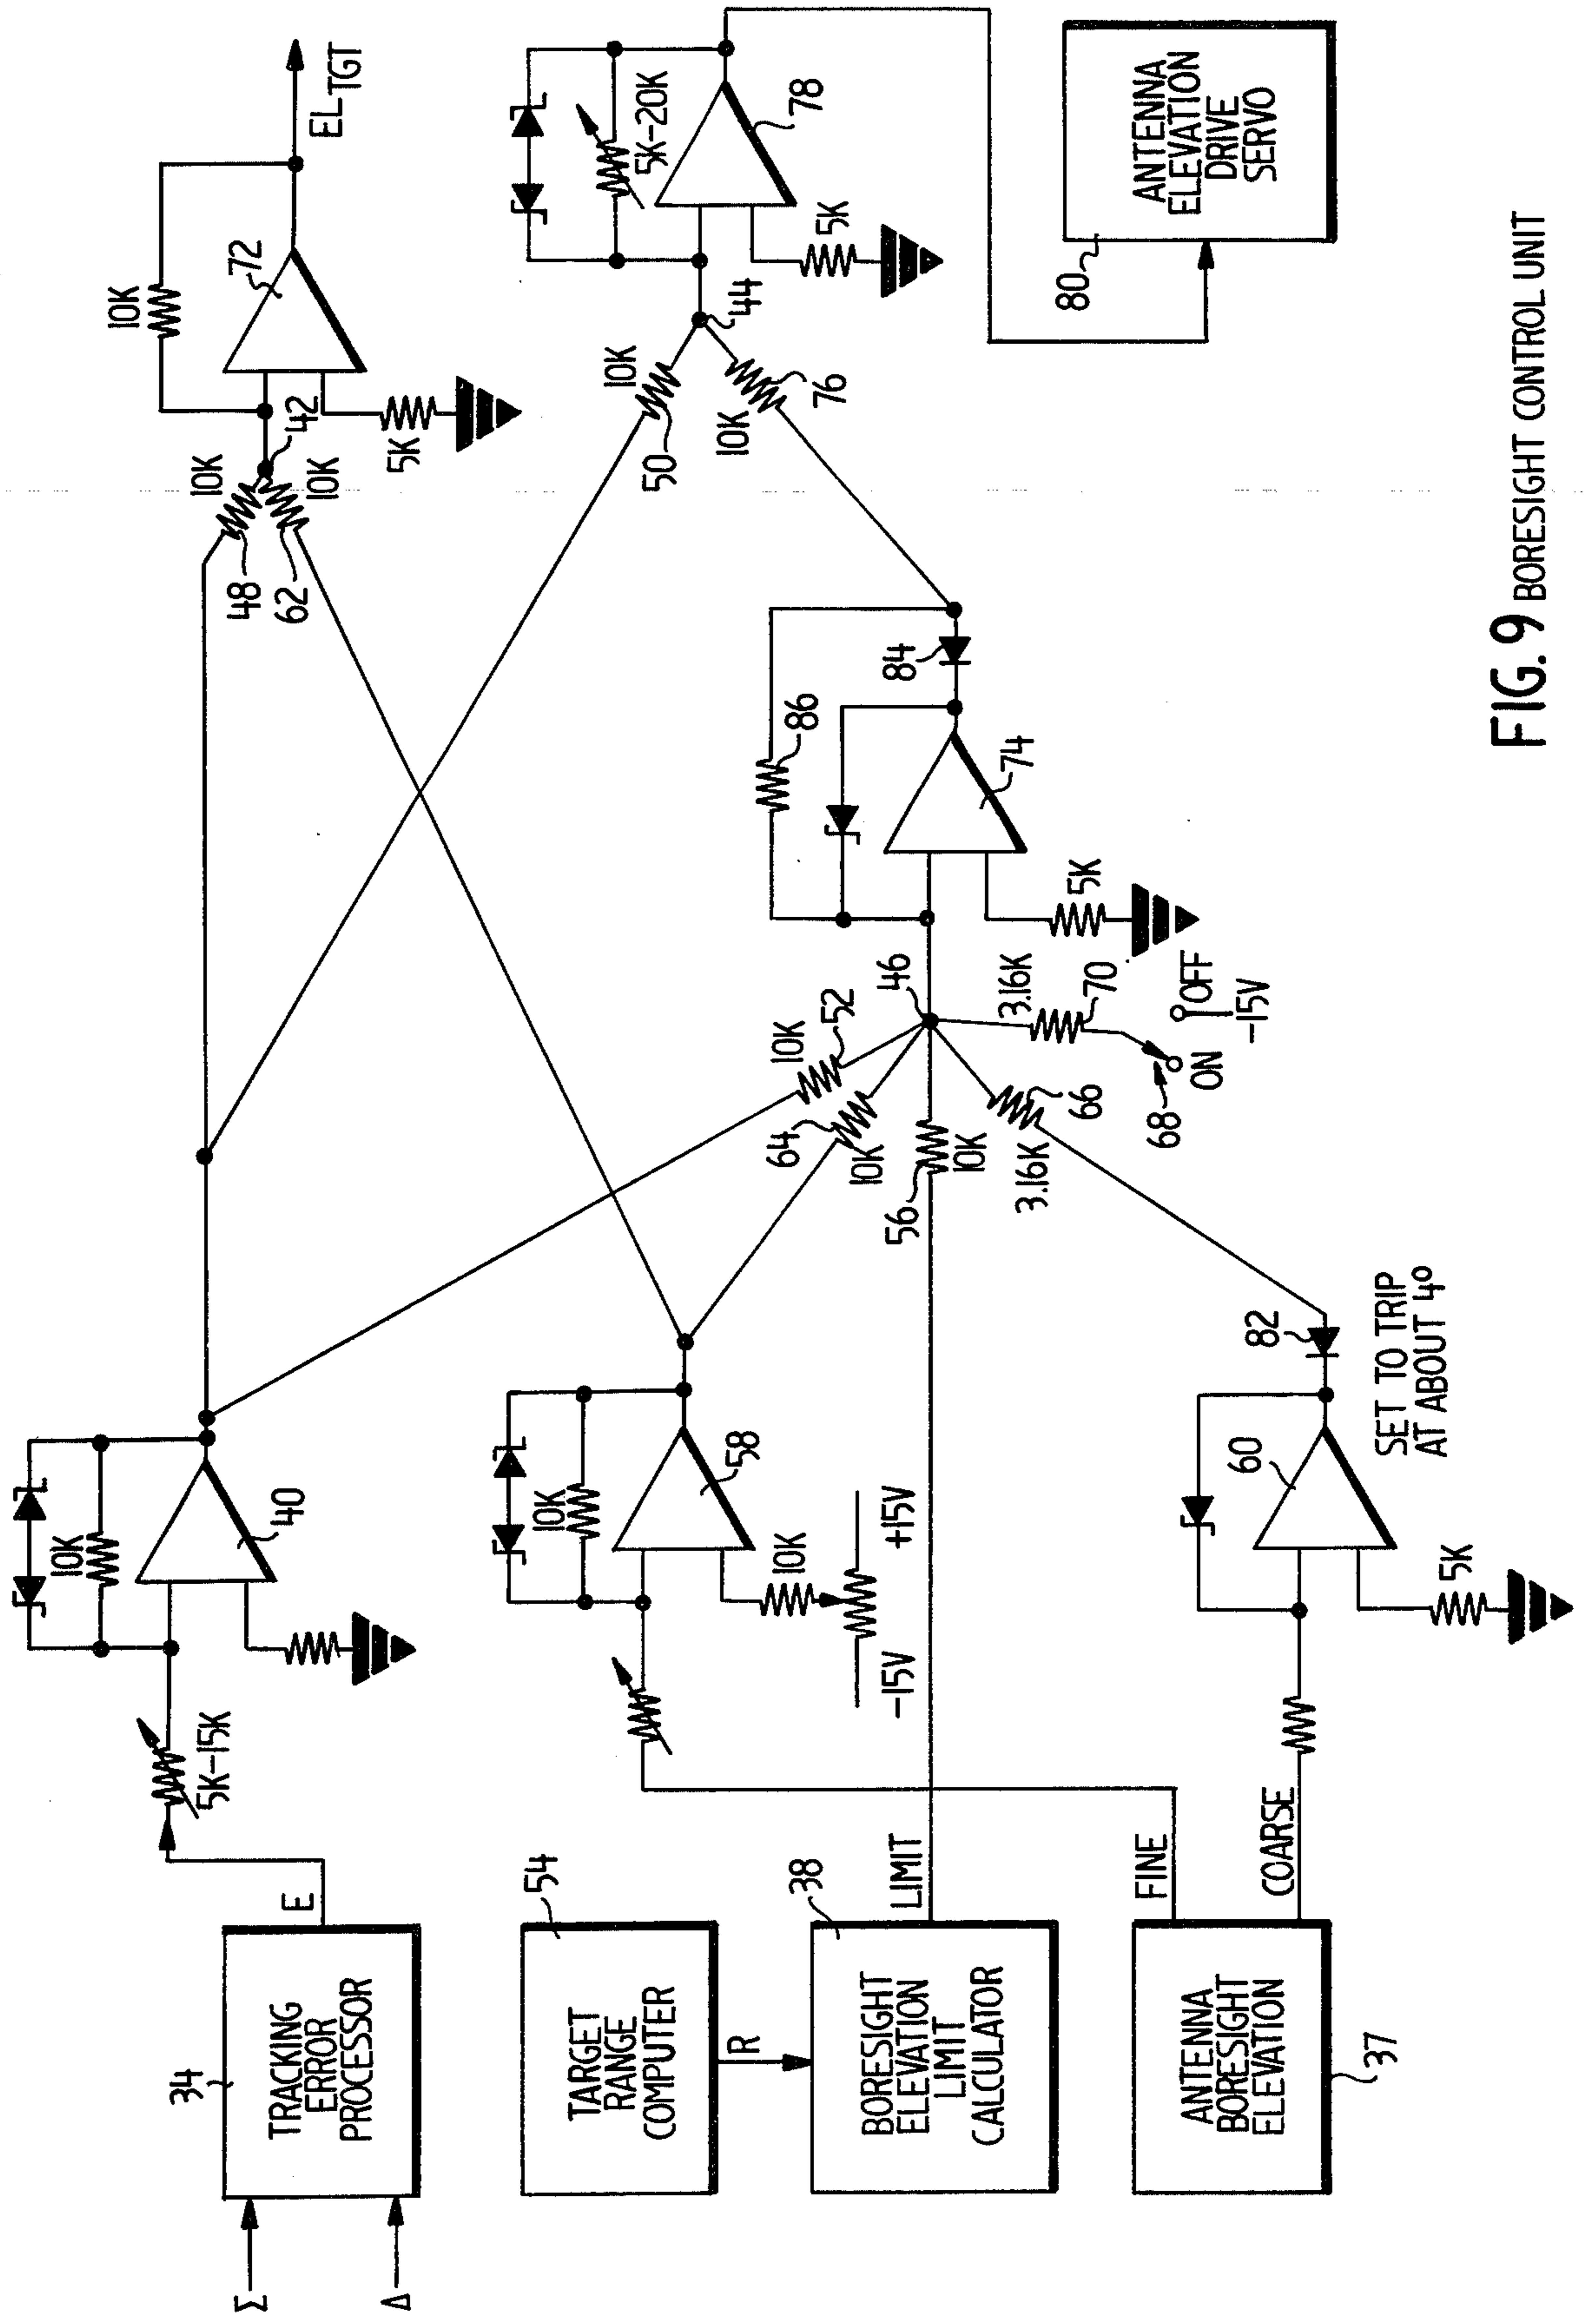 Σ
Δ
34
TRACKING
ERROR
PROCESSOR
E
5K-15K
10K
40
54
TARGET
RANGE
COMPUTER
R
38
BORESIGHT
ELEVATION
LIMIT
CALCULATOR
LIMIT
37
ANTENNA
BORESIGHT
ELEVATION
FINE
COARSE
10K
58
10K
-15V
+15V
60
5K
82
SET TO TRIP
AT ABOUT 4°
10K
52
64
10K
56
10K
3.16K
66
46
3.16K
70
68
ON
OFF
-15V
5K
74
86
84
48
62
10K
10K
42
5K
10K
72
EL TGT
50
10K
10K
76
44
5K
5K-20K
78
80
ANTENNA
ELEVATION
DRIVE
SERVO
FIG. 9 BORESIGHT CONTROL UNIT